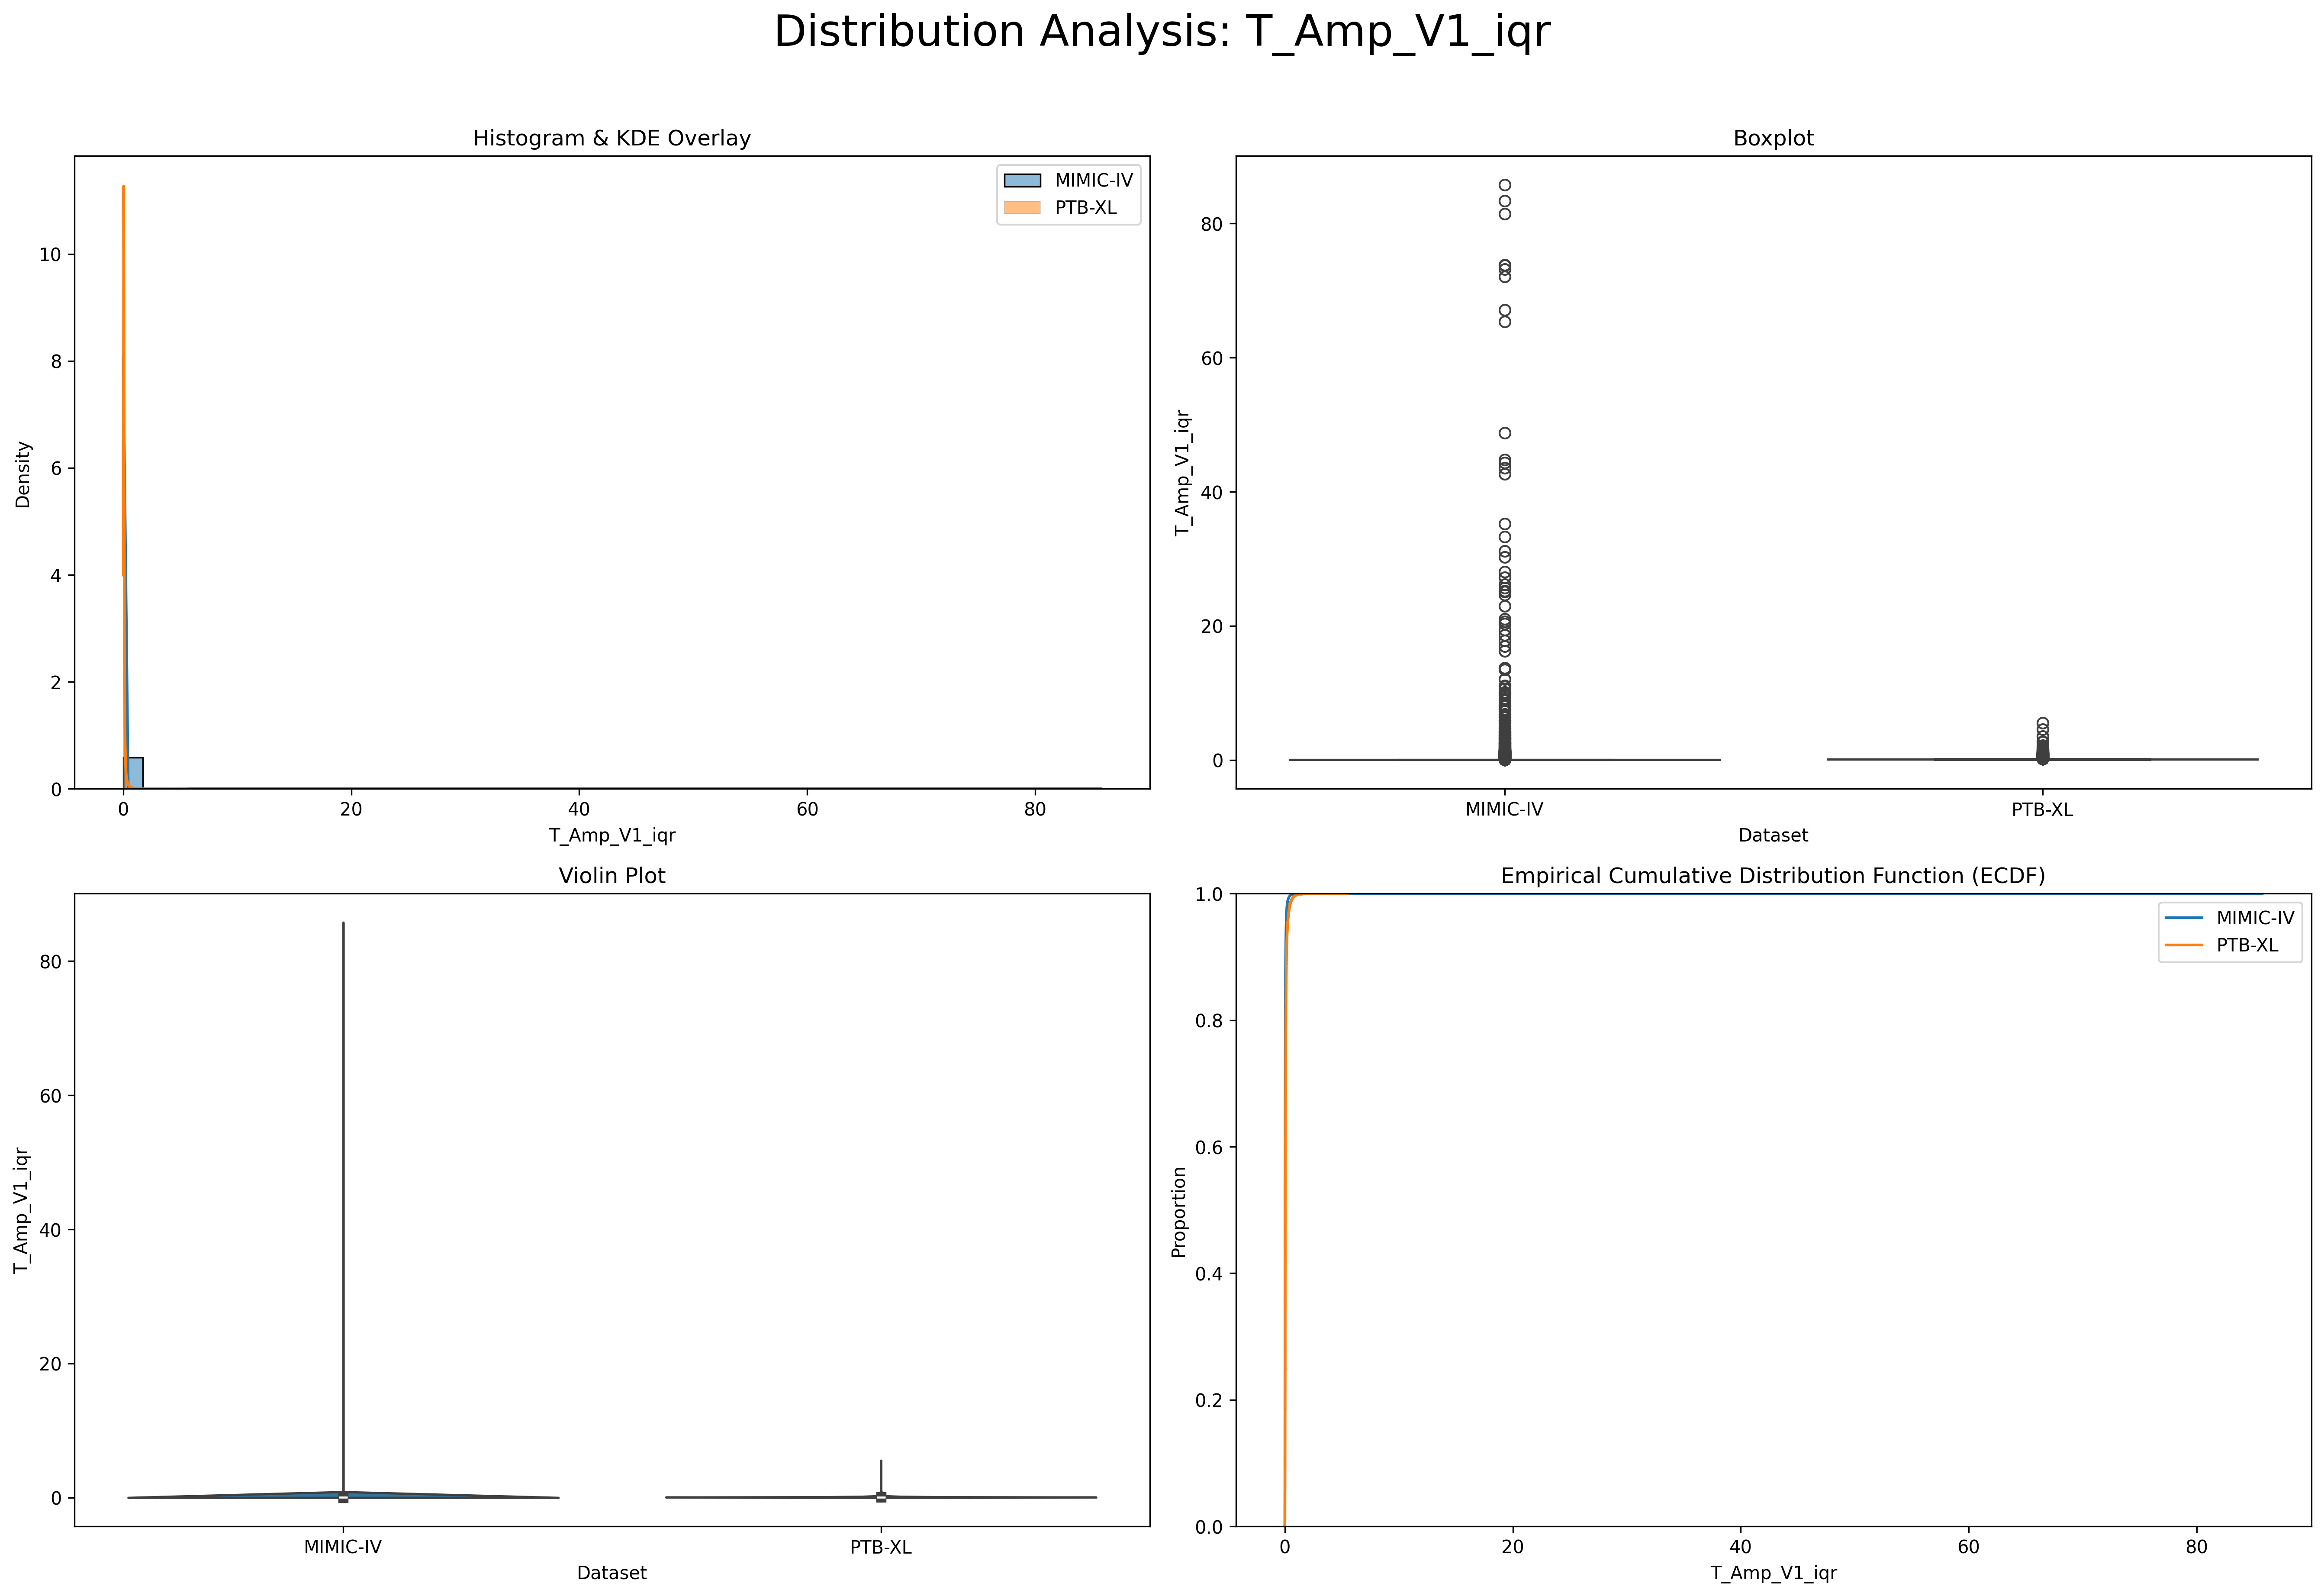 Distribution Analysis: T_Amp_V1_iqr
Histogram & KDE Overlay
MIMIC-IV
PTB-XL
10
8
6
4
2
0
Density
0 20 40 60 80
T_Amp_V1_iqr
Boxplot
80
60
40
20
0
T_Amp_V1_iqr
MIMIC-IV PTB-XL
Dataset
Violin Plot
80
60
40
20
0
T_Amp_V1_iqr
MIMIC-IV PTB-XL
Dataset
Empirical Cumulative Distribution Function (ECDF)
MIMIC-IV
PTB-XL
1.0
0.8
0.6
0.4
0.2
0.0
Proportion
0 20 40 60 80
T_Amp_V1_iqr